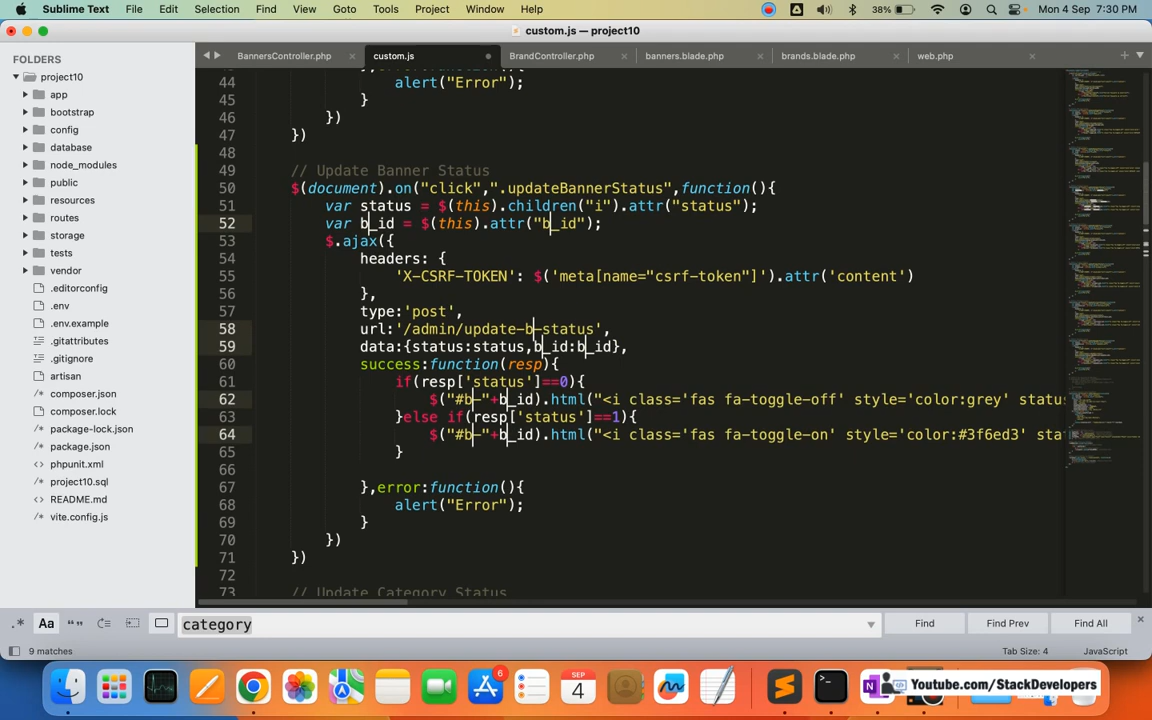 Sublime Text File Edit Selection Find View Goto Tools Project Window Help 38% Mon 4 Sep 7:30 PM
custom.js — project10
FOLDERS
project10
app
bootstrap
config
database
node_modules
public
resources
routes
storage
tests
vendor
.editorconfig
.env
.env.example
.gitattributes
.gitignore
artisan
composer.json
composer.lock
package-lock.json
package.json
phpunit.xml
project10.sql
README.md
vite.config.js
BannersController.php custom.js BrandController.php banners.blade.php brands.blade.php web.php
44 alert("Error");
45 }
46 })
47 })
48
49 // Update Banner Status
50 $(document).on("click",".updateBannerStatus",function(){
51 var status = $(this).children("i").attr("status");
52 var b_id = $(this).attr("b_id");
53 $.ajax({
54 headers: {
55 'X-CSRF-TOKEN': $('meta[name="csrf-token"]').attr('content')
56 },
57 type:'post',
58 url:'/admin/update-b-status',
59 data:{status:status,b_id:b_id},
60 success:function(resp){
61 if(resp['status']==0){
62 $("#b-"+b_id).html("<i class='fas fa-toggle-off' style='color:grey' statu
63 }else if(resp['status']==1){
64 $("#b-"+b_id).html("<i class='fas fa-toggle-on' style='color:#3f6ed3' sta
65 }
66
67 },error:function(){
68 alert("Error");
69 }
70 })
71 })
72
73 // Update Category Status
.* Aa category Find Find Prev Find All
9 matches Tab Size: 4 JavaScript
6
SEP
4
Youtube.com/StackDevelopers